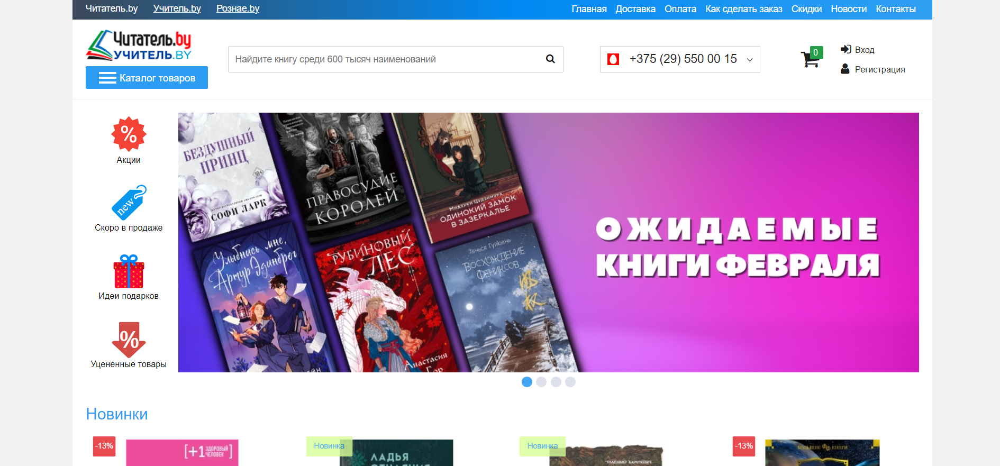 Читатель.by Учитель.by Рознае.by
Главная Доставка Оплата Как сделать заказ Скидки Новости Контакты
Читатель.by
УЧИТЕЛЬ.BY
Каталог товаров
Найдите книгу среди 600 тысяч наименований
+375 (29) 550 00 15
0
Вход
Регистрация
%
Акции
new
Скоро в продаже
Идеи подарков
%
Уцененные товары
БЕЗДУШНЫЙ
ПРИНЦ
18+
СОФИ ЛАРК
ПРАВОСУДИЕ
КОРОЛЕЙ
Мидзуки Цудзимура
ОДИНОКИЙ ЗАМОК
В ЗАЗЕРКАЛЬЕ
Улыбнись мне,
Артур Эдинброг
РУБИНОВЫЙ
ЛЕС
Анастасия
Гор
Тянься Гуйюань
ВОСХОЖДЕНИЕ
ФЕНИКСОВ
ОЖИДАЕМЫЕ
КНИГИ ФЕВРАЛЯ
Новинки
-13%
[+1 ЗДОРОВЫЙ
ЧЕЛОВЕК]
Новинка
ЛАДЬЯ
ОТЧАЯНИЯ
Новинка
УЛАДЗІМІР КАРАТКЕВІЧ
-13%
БОЛЬШИЕ КНИГИ